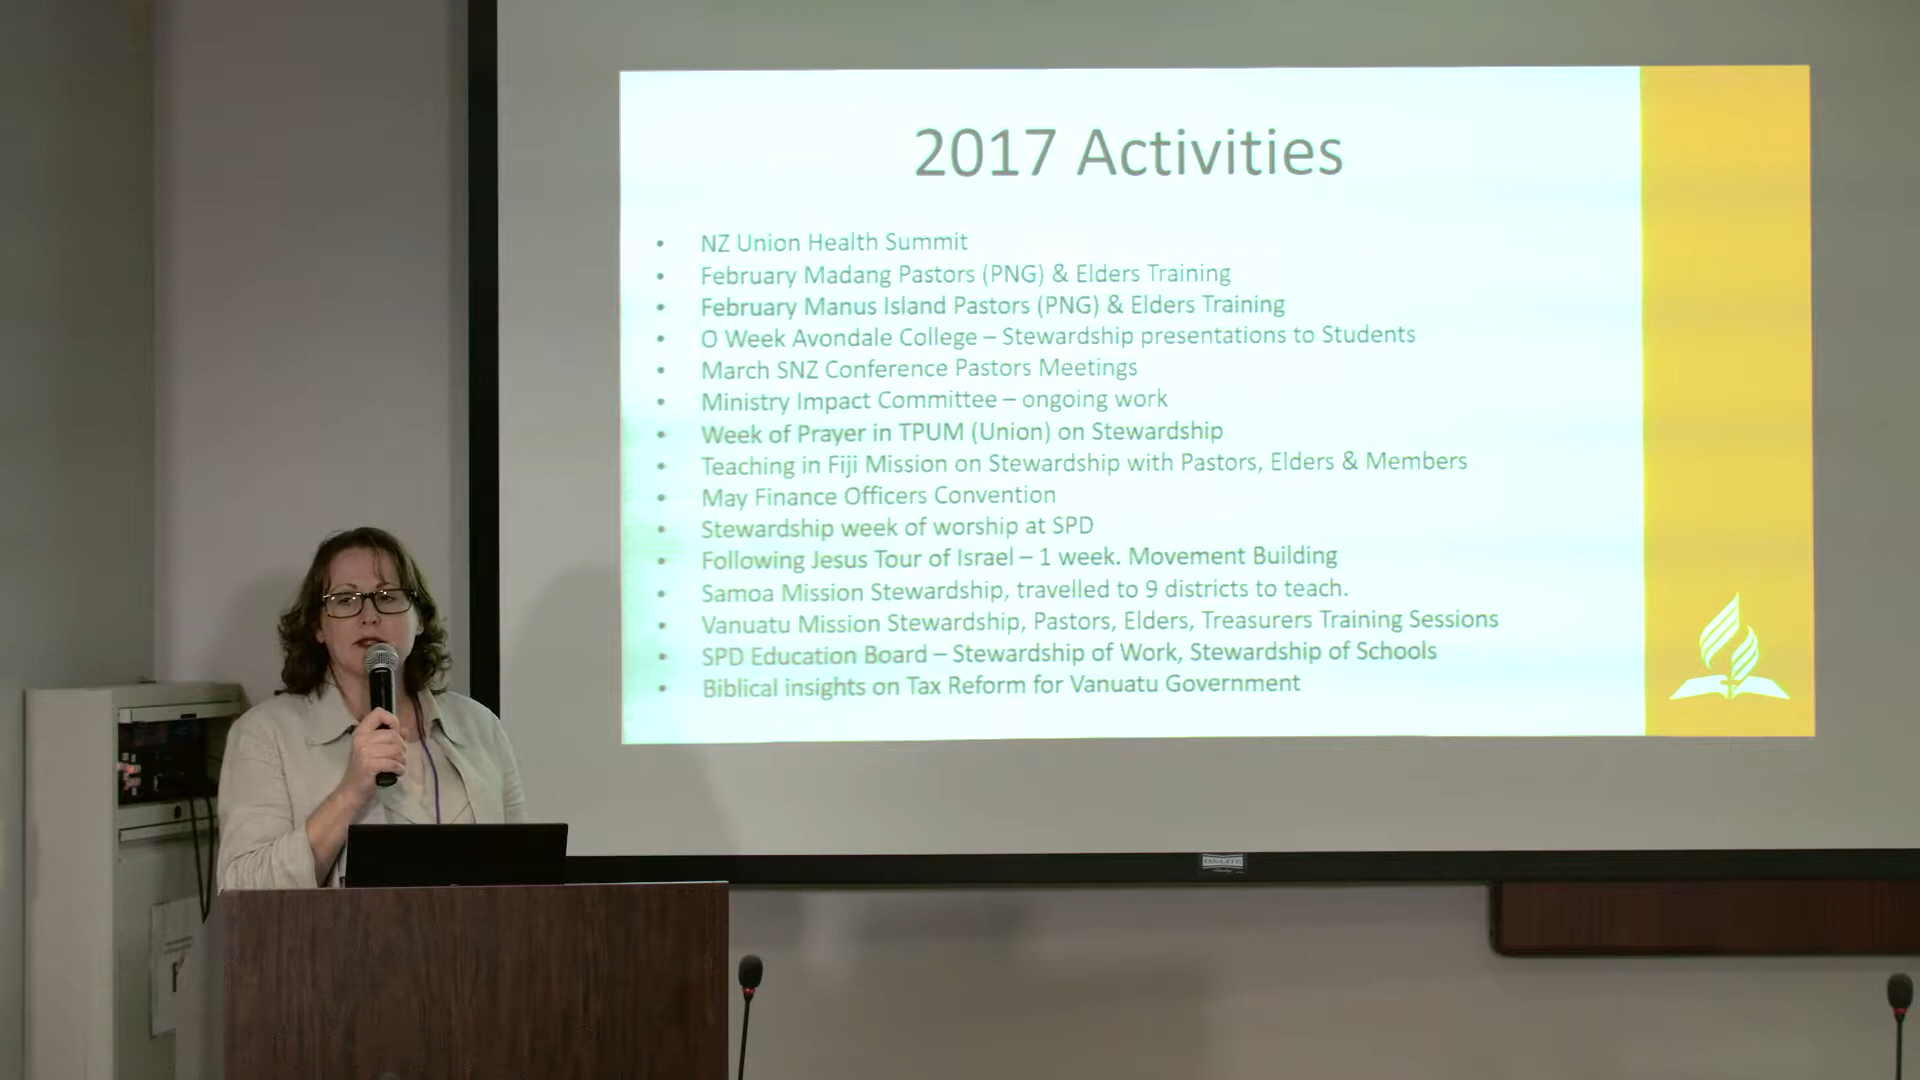 2017 Activities
• NZ Union Health Summit
• February Madang Pastors (PNG) & Elders Training
• February Manus Island Pastors (PNG) & Elders Training
• O Week Avondale College – Stewardship presentations to Students
• March SNZ Conference Pastors Meetings
• Ministry Impact Committee – ongoing work
• Week of Prayer in TPUM (Union) on Stewardship
• Teaching in Fiji Mission on Stewardship with Pastors, Elders & Members
• May Finance Officers Convention
• Stewardship week of worship at SPD
• Following Jesus Tour of Israel – 1 week. Movement Building
• Samoa Mission Stewardship, travelled to 9 districts to teach.
• Vanuatu Mission Stewardship, Pastors, Elders, Treasurers Training Sessions
• SPD Education Board – Stewardship of Work, Stewardship of Schools
• Biblical insights on Tax Reform for Vanuatu Government
DA-LITE